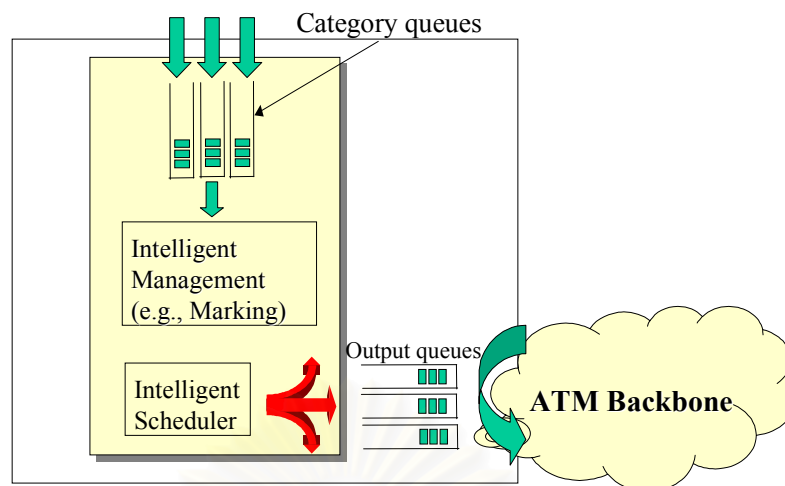 Category queues
Intelligent
Management
(e.g., Marking)
Output queues
Intelligent
Scheduler
ATM Backbone